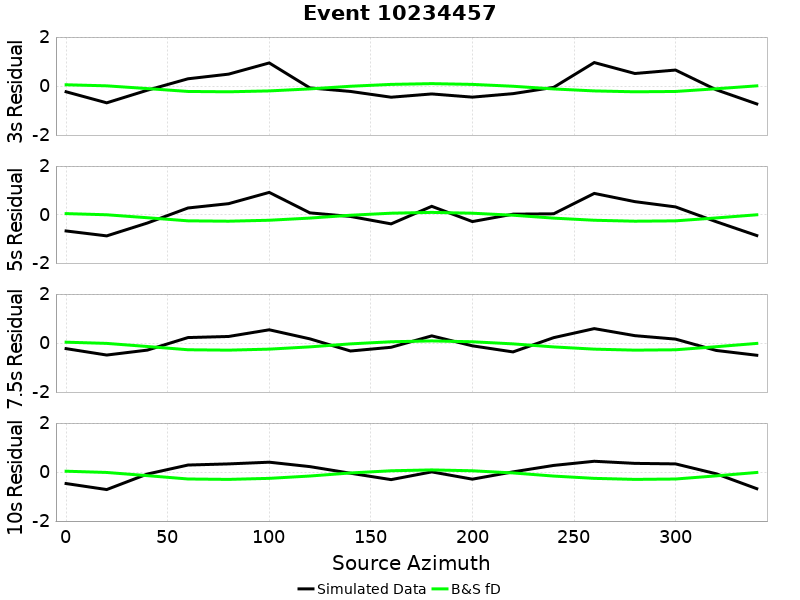 Event 10234457
3s Residual
2
0
-2
5s Residual
2
0
-2
7.5s Residual
2
0
-2
10s Residual
2
0
-2
0 50 100 150 200 250 300
Source Azimuth
Simulated Data B&S fD